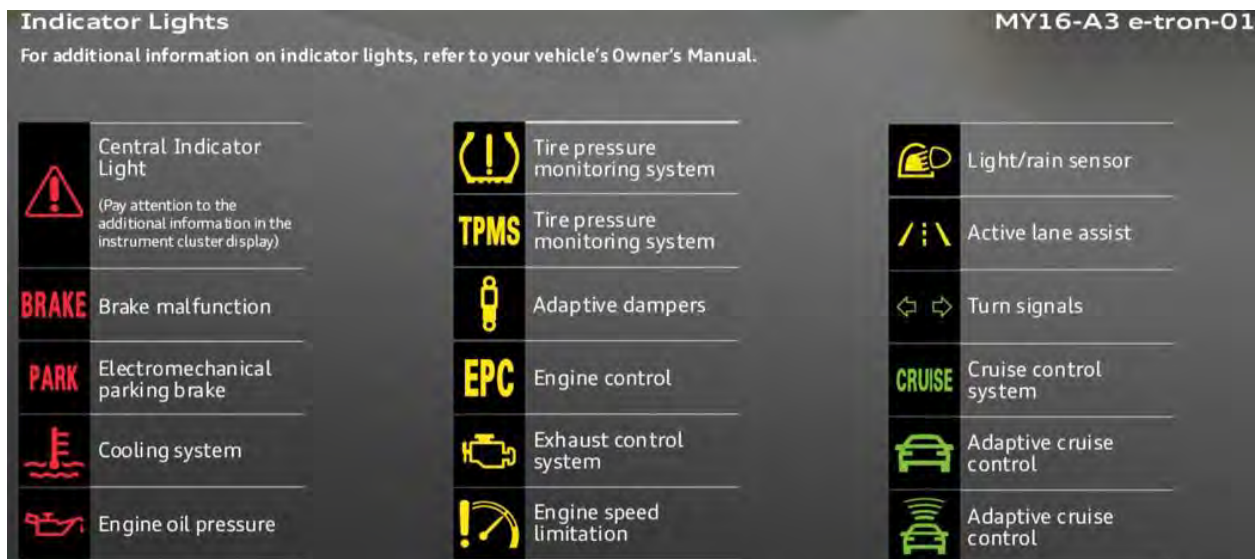 Indicator Lights
MY16-A3 e-tron-01
For additional information on indicator lights, refer to your vehicle's Owner's Manual.
Central Indicator
Light
(Pay attention to the
additional information in the
instrument cluster display)
BRAKE Brake malfunction
PARK Electromechanical
parking brake
Cooling system
Engine oil pressure
Tire pressure
monitoring system
TPMS Tire pressure
monitoring system
Adaptive dampers
EPC Engine control
Exhaust control
system
Engine speed
limitation
Light/rain sensor
Active lane assist
Turn signals
CRUISE Cruise control
system
Adaptive cruise
control
Adaptive cruise
control